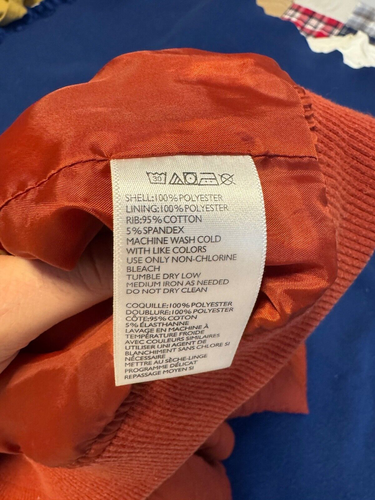 30
SHELL:100% POLYESTER
LINING:100% POLYESTER
RIB:95% COTTON
5% SPANDEX
MACHINE WASH COLD
WITH LIKE COLORS
USE ONLY NON-CHLORINE
BLEACH
TUMBLE DRY LOW
MEDIUM IRON AS NEEDED
DO NOT DRY CLEAN
COQUILLE:100% POLYESTER
DOUBLURE:100% POLYESTER
CÔTE:95% COTON
5% ÉLASTHANNE
LAVAGE EN MACHINE À
TEMPÉRATURE FROIDE
AVEC COULEURS SIMILAIRES
UTILISER UN AGENT DE
BLANCHIMENT SANS CHLORE SI
NÉCESSAIRE
METTRE AU SÈCHE-LINGE
PROGRAMME DÉLICAT
REPASSAGE MOYEN SI